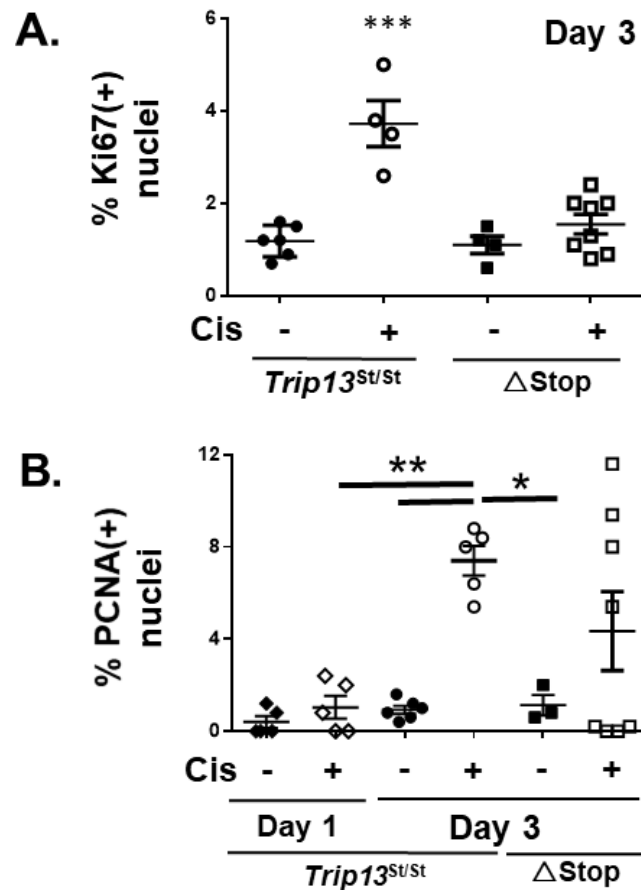 A.
Day 3
***
% Ki67(+)
nuclei
6
4
2
0
Cis - + - +
Trip13St/St △Stop
B.
% PCNA(+)
nuclei
12
8
4
0
** *
Cis - + - + - +
Day 1 Day 3
Trip13St/St △Stop